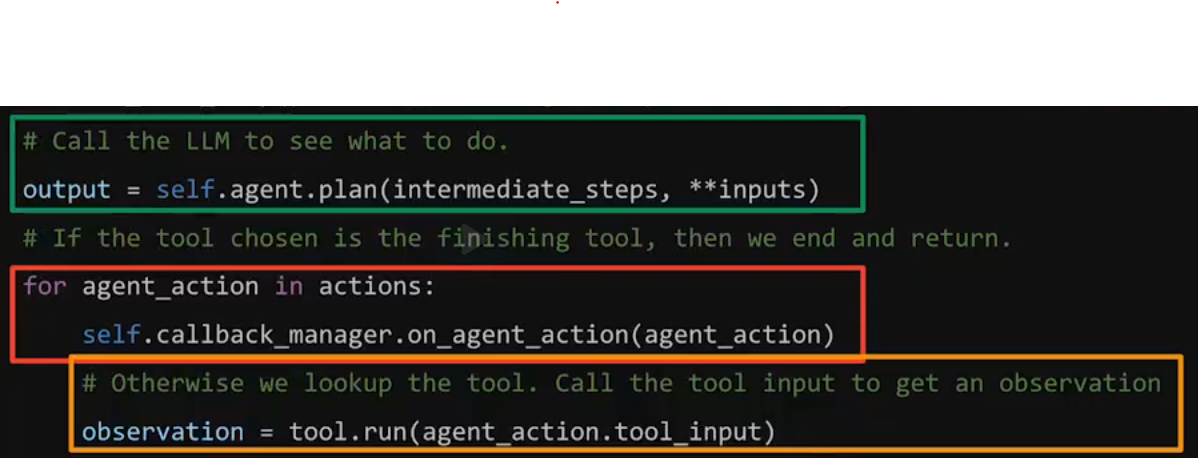 # Call the LLM to see what to do.
output = self.agent.plan(intermediate_steps, **inputs)
# If the tool chosen is the finishing tool, then we end and return.
for agent_action in actions:
    self.callback_manager.on_agent_action(agent_action)
    # Otherwise we lookup the tool. Call the tool input to get an observation
    observation = tool.run(agent_action.tool_input)